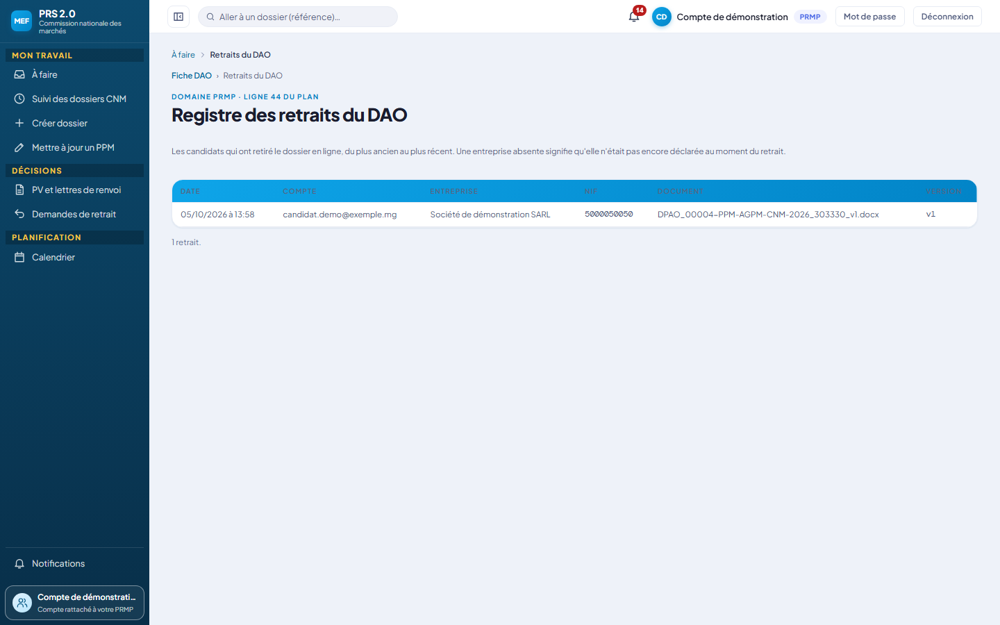 MEF
PRS 2.0
Commission nationale des
marchés
MON TRAVAIL
À faire
Suivi des dossiers CNM
Créer dossier
Mettre à jour un PPM
DÉCISIONS
PV et lettres de renvoi
Demandes de retrait
PLANIFICATION
Calendrier
Notifications
Compte de démonstrati...
Compte rattaché à votre PRMP
Aller à un dossier (référence)...
14
CD
Compte de démonstration
PRMP
Mot de passe
Déconnexion
À faire > Retraits du DAO
Fiche DAO › Retraits du DAO
DOMAINE PRMP · LIGNE 44 DU PLAN
Registre des retraits du DAO
Les candidats qui ont retiré le dossier en ligne, du plus ancien au plus récent. Une entreprise absente signifie qu'elle n'était pas encore déclarée au moment du retrait.
DATE COMPTE ENTREPRISE NIF DOCUMENT VERSION
05/10/2026 à 13:58 candidat.demo@exemple.mg Société de démonstration SARL 5000050050 DPAO_00004-PPM-AGPM-CNM-2026_303330_v1.docx v1
1 retrait.